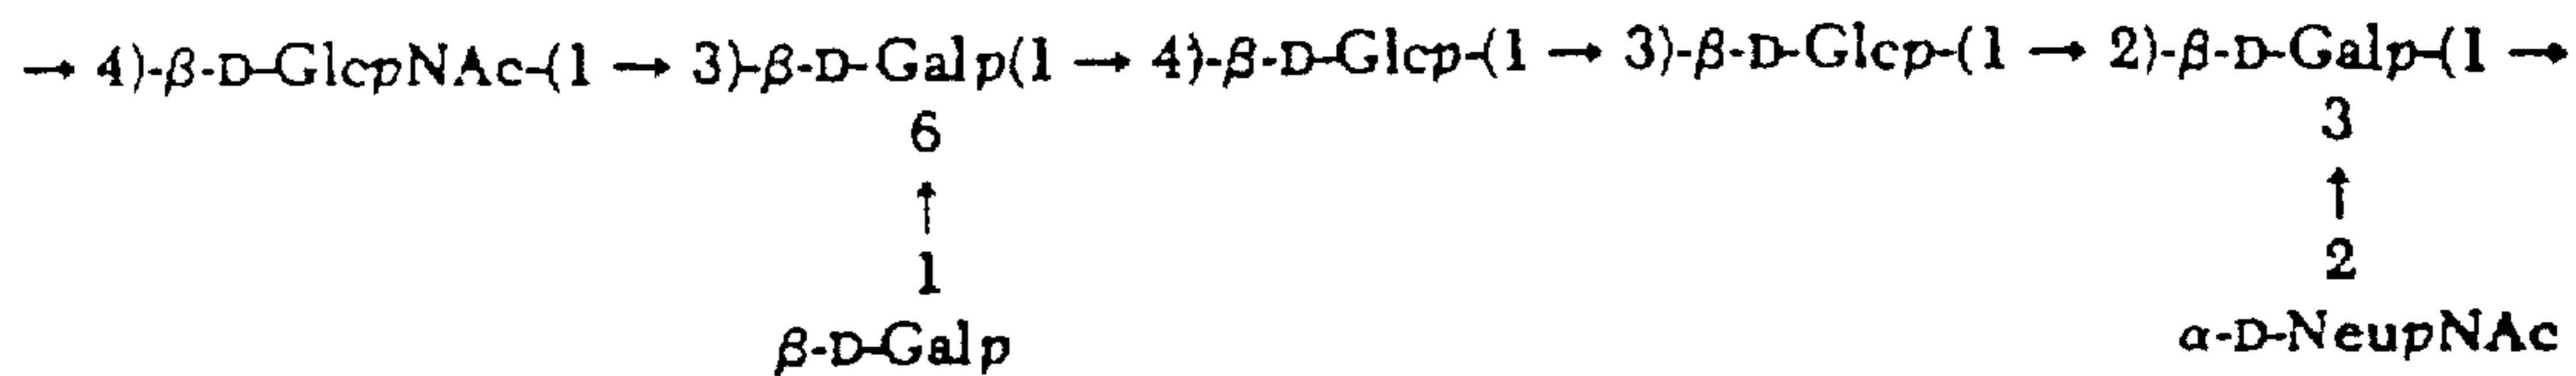 → 4)-β-D-GlcpNAc-(1 → 3)-β-D-Galp(1 → 4)-β-D-Glcp-(1 → 3)-β-D-Glcp-(1 → 2)-β-D-Galp-(1 →
6 3
↑ ↑
1 2
β-D-Galp α-D-NeupNAc